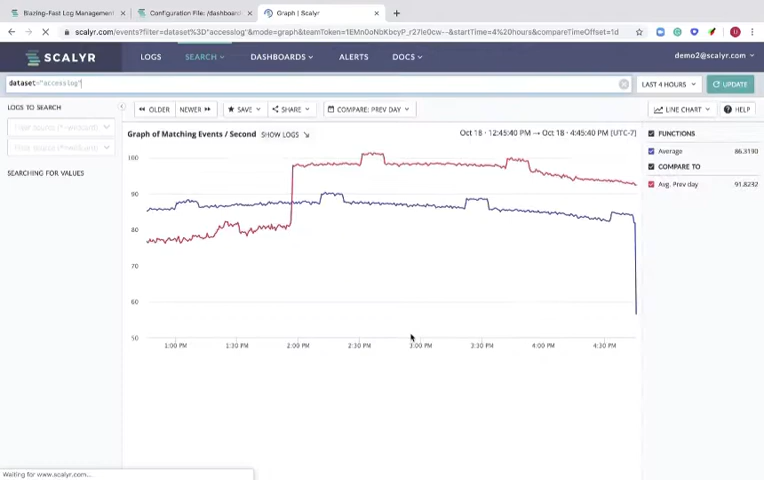 Blazing-Fast Log Management
Configuration File: /dashboard
Graph | Scalyr
scalyr.com/events?filter=dataset%3D"accesslog"&mode=graph&teamToken=1EMn0oNbKbcyP_r27Ie0cw--&startTime=4%20hours&compareTimeOffset=1d
SCALYR
LOGS
SEARCH
DASHBOARDS
ALERTS
DOCS
demo2@scalyr.com
dataset="accesslog"
LAST 4 HOURS
UPDATE
LOGS TO SEARCH
OLDER
NEWER
SAVE
SHARE
COMPARE: PREV DAY
LINE CHART
HELP
SEARCHING FOR VALUES
Graph of Matching Events / Second
SHOW LOGS
Oct 18 · 12:45:40 PM → Oct 18 · 4:45:40 PM [UTC-7]
FUNCTIONS
Average
86.3190
COMPARE TO
Avg. Prev day
91.8232
100
90
80
70
60
50
1:00 PM
1:30 PM
2:00 PM
2:30 PM
3:00 PM
3:30 PM
4:00 PM
4:30 PM
Waiting for www.scalyr.com...